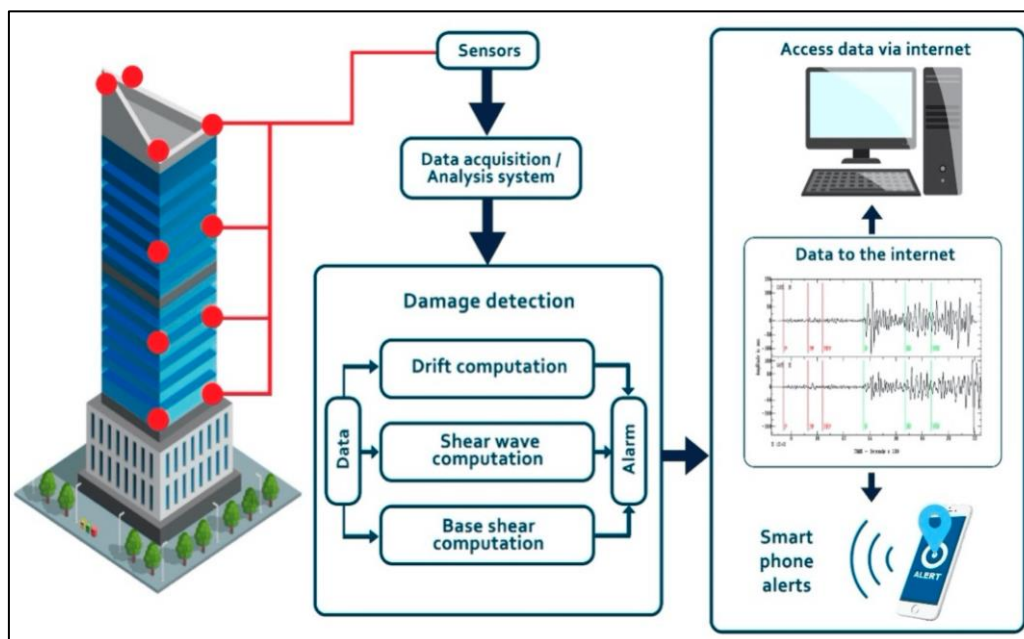 Sensors
Data acquisition /
Analysis system
Damage detection
Data
Drift computation
Shear wave
computation
Base shear
computation
Alarm
Access data via internet
Data to the internet
Smart
phone
alerts
ALERT